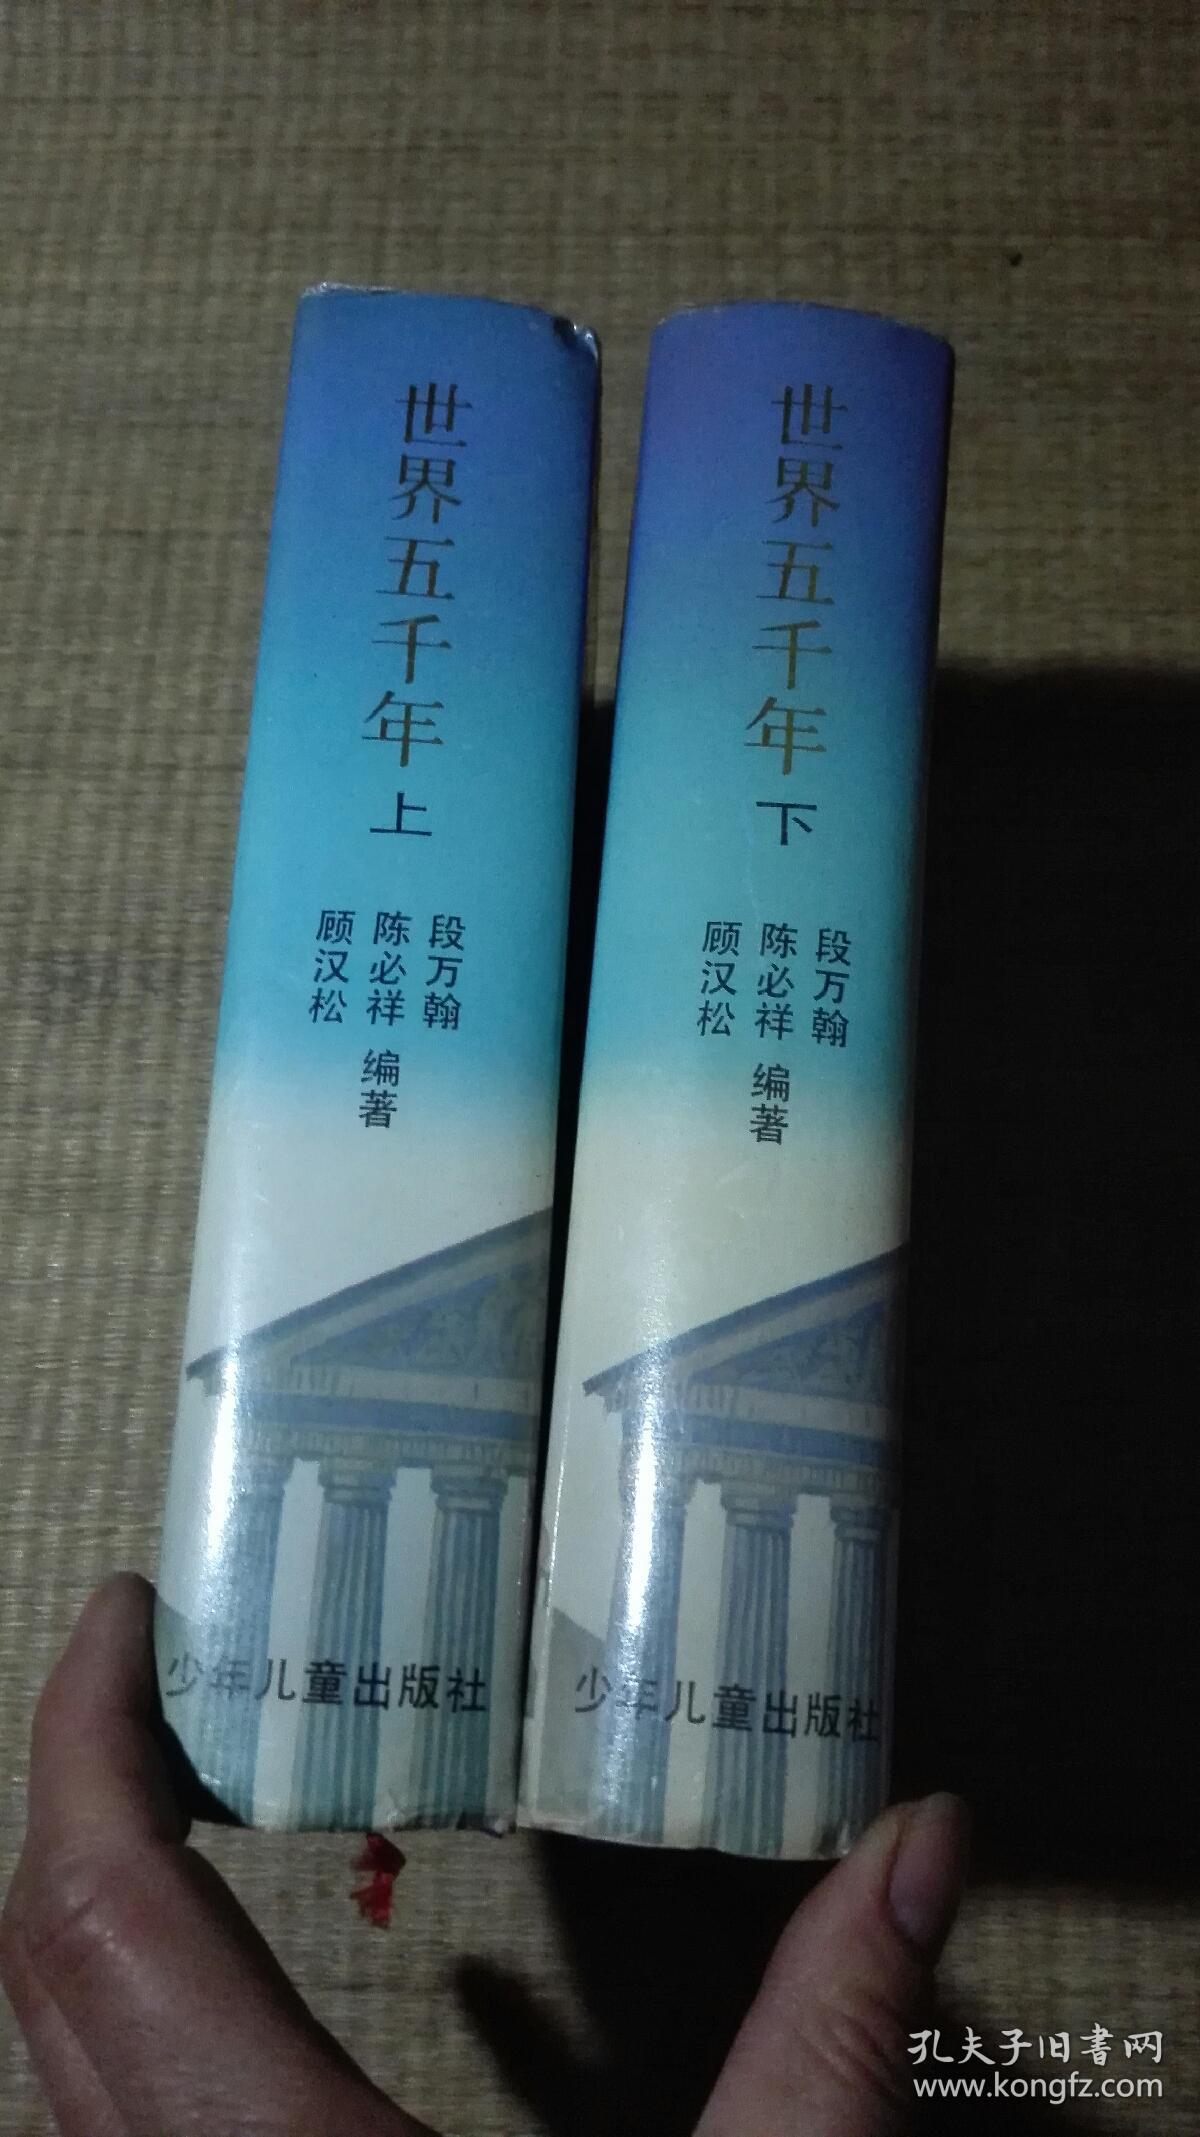 世界五千年
上
段万翰
陈必祥
顾汉松
编著
少年儿童出版社
世界五千年
下
段万翰
陈必祥
顾汉松
编著
少年儿童出版社
孔夫子旧书网
www.kongfz.com